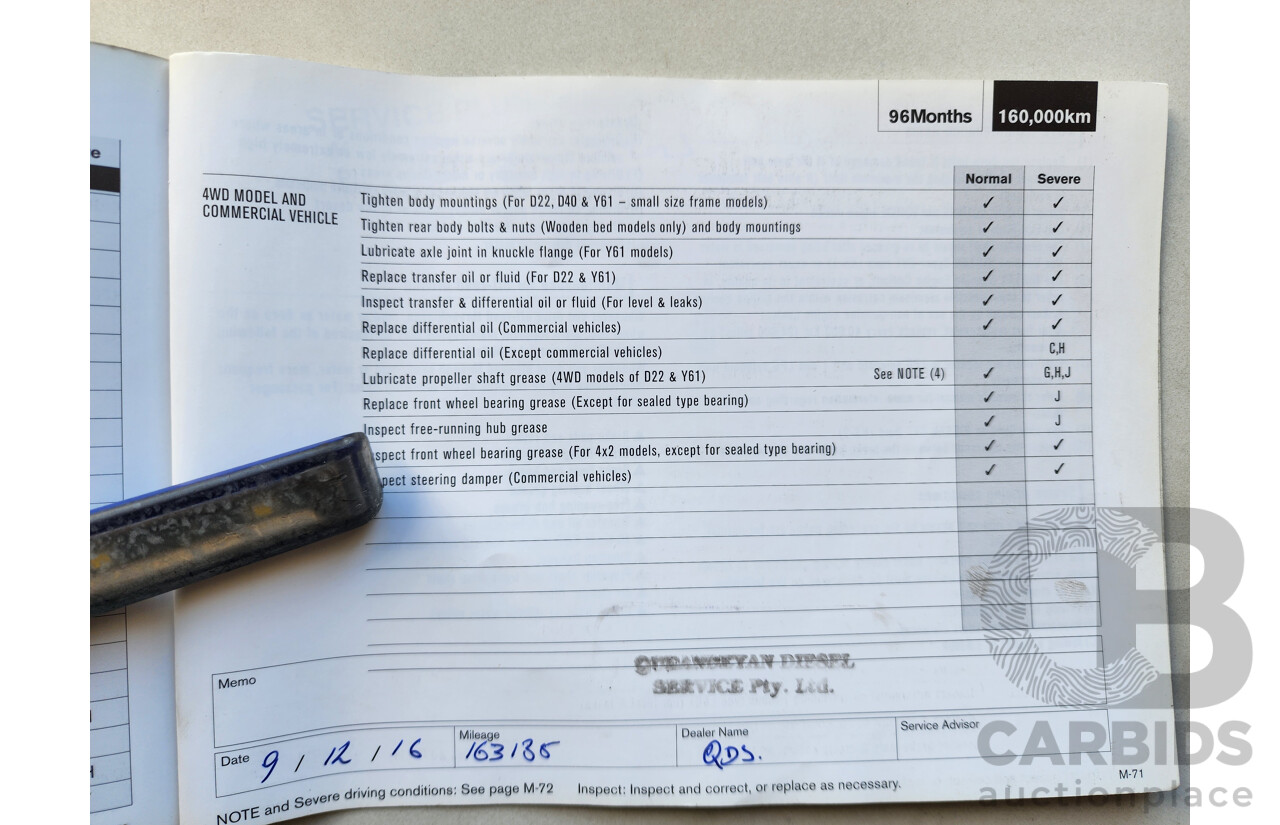 e
96Months 160,000km
Normal Severe
4WD MODEL AND
COMMERCIAL VEHICLE
Tighten body mountings (For D22, D40 & Y61 – small size frame models) ✓ ✓
Tighten rear body bolts & nuts (Wooden bed models only) and body mountings ✓ ✓
Lubricate axle joint in knuckle flange (For Y61 models) ✓ ✓
Replace transfer oil or fluid (For D22 & Y61) ✓ ✓
Inspect transfer & differential oil or fluid (For level & leaks) ✓ ✓
Replace differential oil (Commercial vehicles) ✓ ✓
Replace differential oil (Except commercial vehicles) C,H
Lubricate propeller shaft grease (4WD models of D22 & Y61) See NOTE (4) ✓ G,H,J
Replace front wheel bearing grease (Except for sealed type bearing) ✓ J
Inspect free-running hub grease ✓ J
spect front wheel bearing grease (For 4x2 models, except for sealed type bearing) ✓ ✓
pect steering damper (Commercial vehicles) ✓ ✓
DIESEL
SERVICE Pty. Ltd.
Memo
Date 9 / 12 / 16 Mileage 163185 Dealer Name QDS. Service Advisor
NOTE and Severe driving conditions: See page M-72 Inspect: Inspect and correct, or replace as necessary.
M-71
CB
CARBIDS
auctionplace